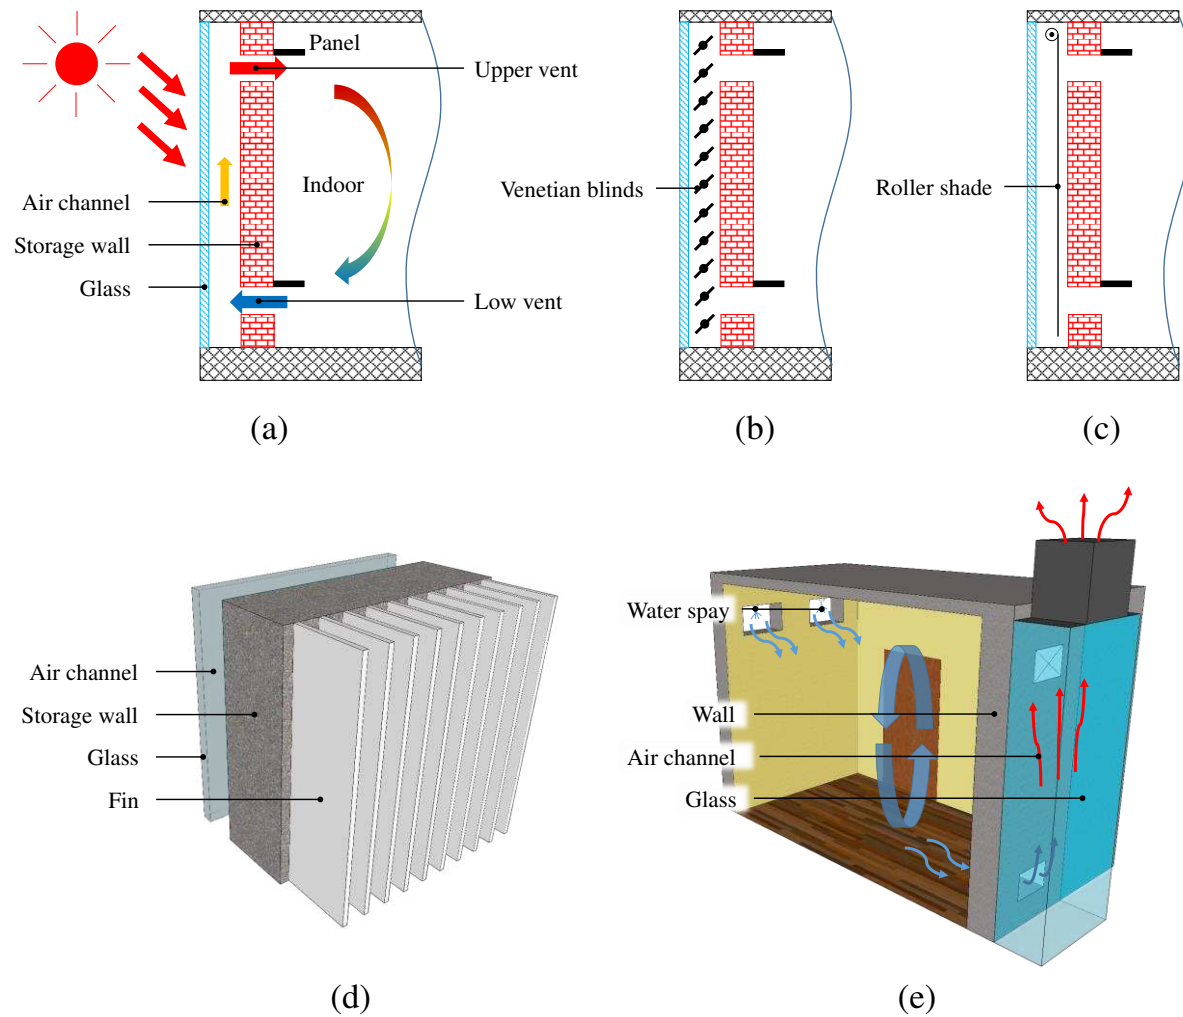 Panel
Upper vent
Indoor
Air channel
Storage wall
Glass
Low vent
(a)
Venetian blinds
(b)
Roller shade
(c)
Air channel
Storage wall
Glass
Fin
(d)
Water spay
Wall
Air channel
Glass
(e)